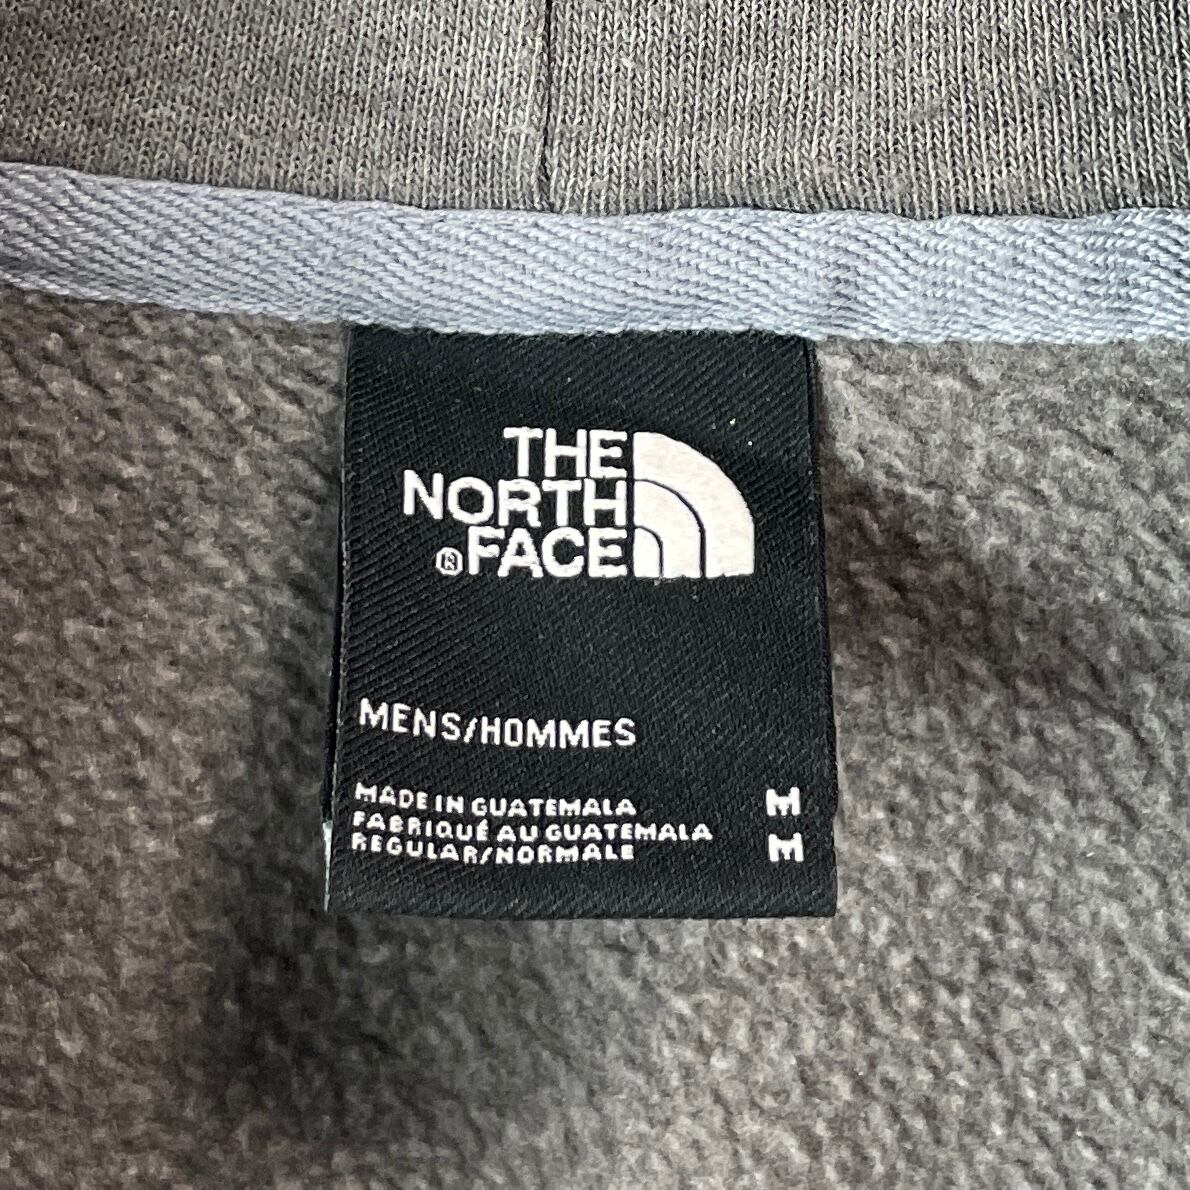 THE
NORTH
®FACE
MENS/HOMMES
MADE IN GUATEMALA M
FABRIQUÉ AU GUATEMALA M
REGULAR/NORMALE